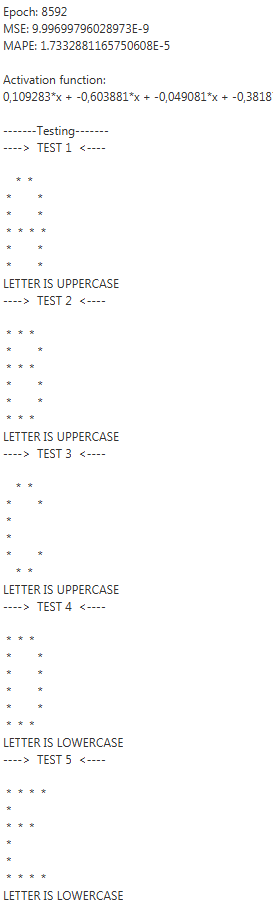 Epoch: 8592
MSE: 9.99699796028973E-9
MAPE: 1.7332881165750608E-5
Activation function:
0,109283*x + -0,603881*x + -0,049081*x + -0,3818
-------Testing-------
----> TEST 1 <----
   * *
*     *
*     *
* * * *
*     *
*     *
LETTER IS UPPERCASE
----> TEST 2 <----
* * *
*     *
* * *
*     *
*     *
* * *
LETTER IS UPPERCASE
----> TEST 3 <----
   * *
*     *
*
*
*     *
   * *
LETTER IS UPPERCASE
----> TEST 4 <----
* * *
*     *
*     *
*     *
*     *
* * *
LETTER IS LOWERCASE
----> TEST 5 <----
* * * *
*
* * *
*
*
* * * *
LETTER IS LOWERCASE